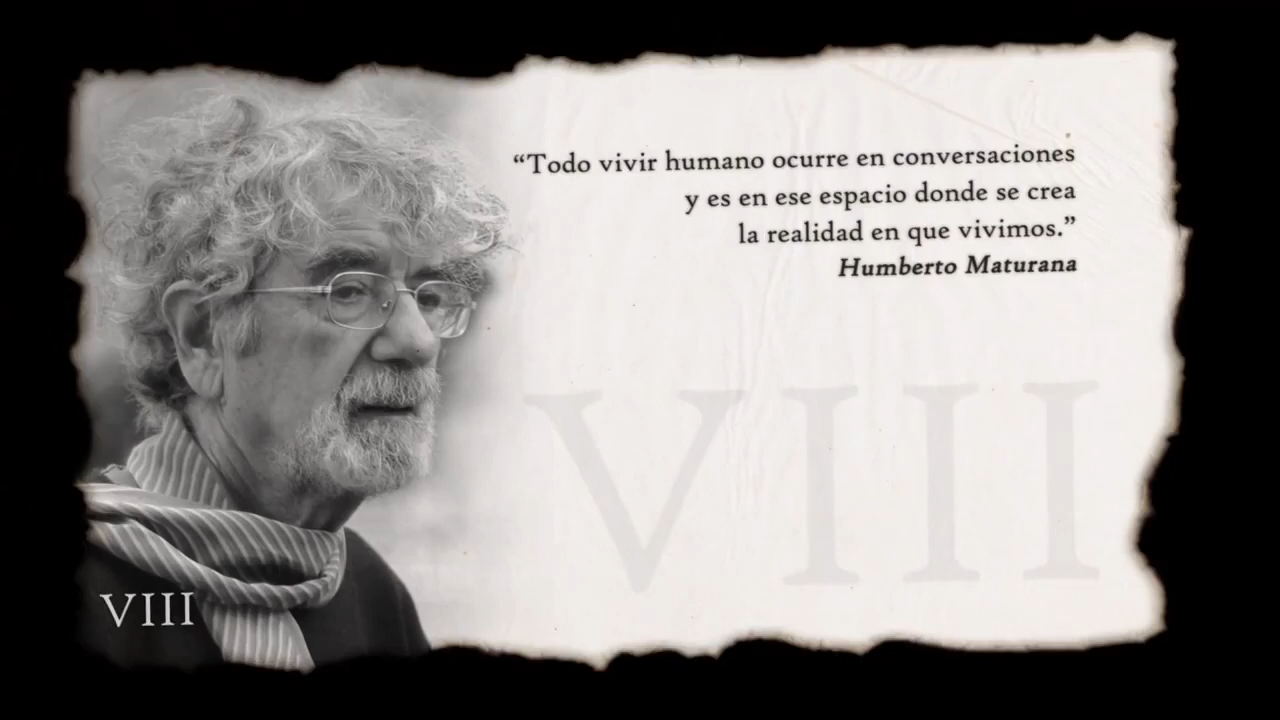 “Todo vivir humano ocurre en conversaciones
y es en ese espacio donde se crea
la realidad en que vivimos.”
Humberto Maturana
VIII
VIII